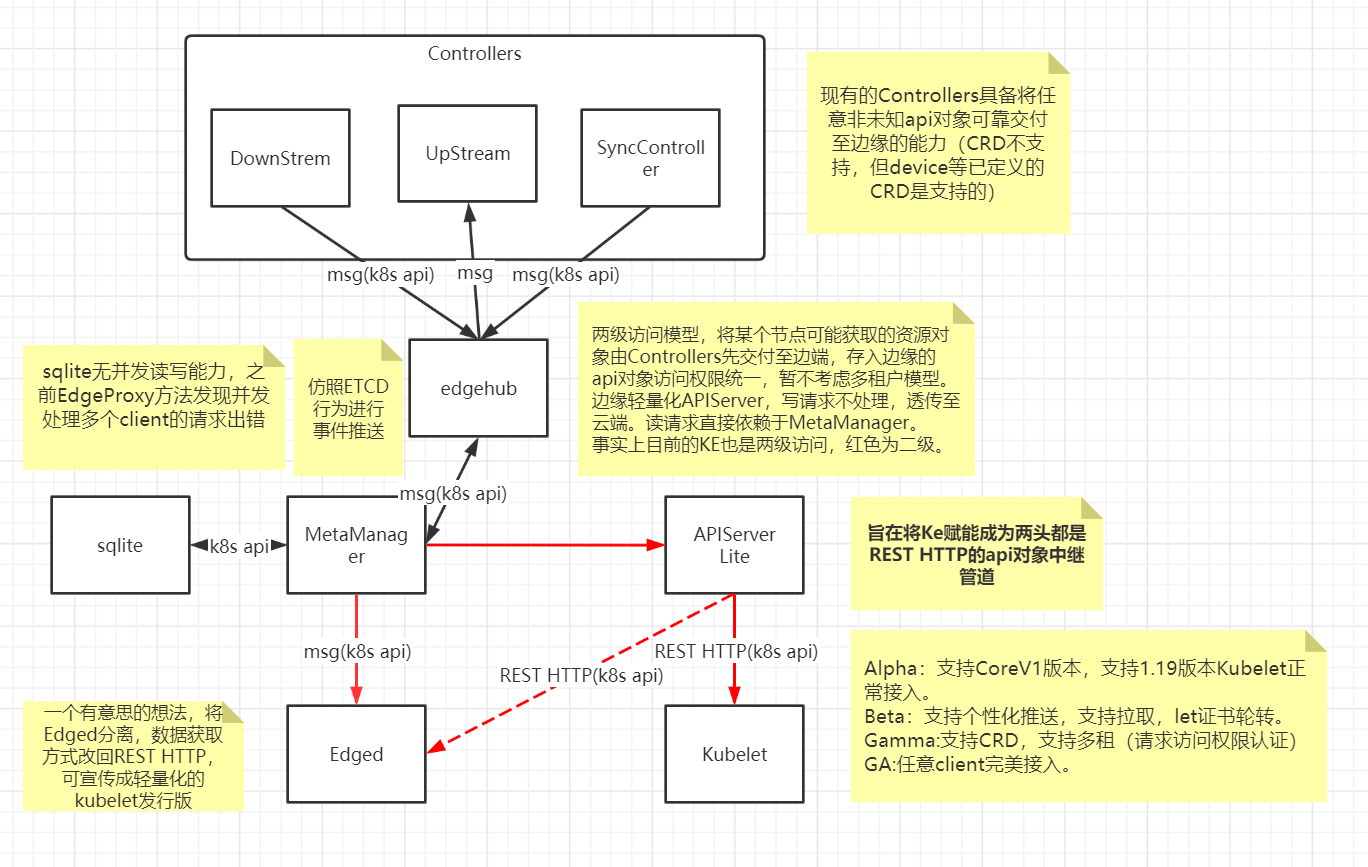 Controllers
DownStrem
UpStream
SyncControll
er
现有的Controllers具备将任
意非未知api对象可靠交付
至边缘的能力（CRD不支
持，但device等已定义的
CRD是支持的）
msg(k8s api)
msg
msg(k8s api)
sqlite无并发读写能力，之
前EdgeProxy方法发现并发
处理多个client的请求出错
仿照ETCD
行为进行
事件推送
edgehub
两级访问模型，将某个节点可能获取的资源对
象由Controllers先交付至边端，存入边缘的
api对象访问权限统一，暂不考虑多租户模型。
边缘轻量化APIServer，写请求不处理，透传至
云端。读请求直接依赖于MetaManager。
事实上目前的KE也是两级访问，红色为二级。
msg(k8s api)
sqlite
k8s api
MetaManag
er
APIServer
Lite
旨在将Ke赋能成为两头都是
REST HTTP的api对象中继
管道
msg(k8s api)
REST HTTP(k8s api)
REST HTTP(k8s api)
一个有意思的想法，将
Edged分离，数据获取
方式改回REST HTTP，
可宣传成轻量化的
kubelet发行版
Edged
Kubelet
Alpha：支持CoreV1版本，支持1.19版本Kubelet正
常接入。
Beta：支持个性化推送，支持拉取，let证书轮转。
Gamma:支持CRD，支持多租（请求访问权限认证）
GA:任意client完美接入。